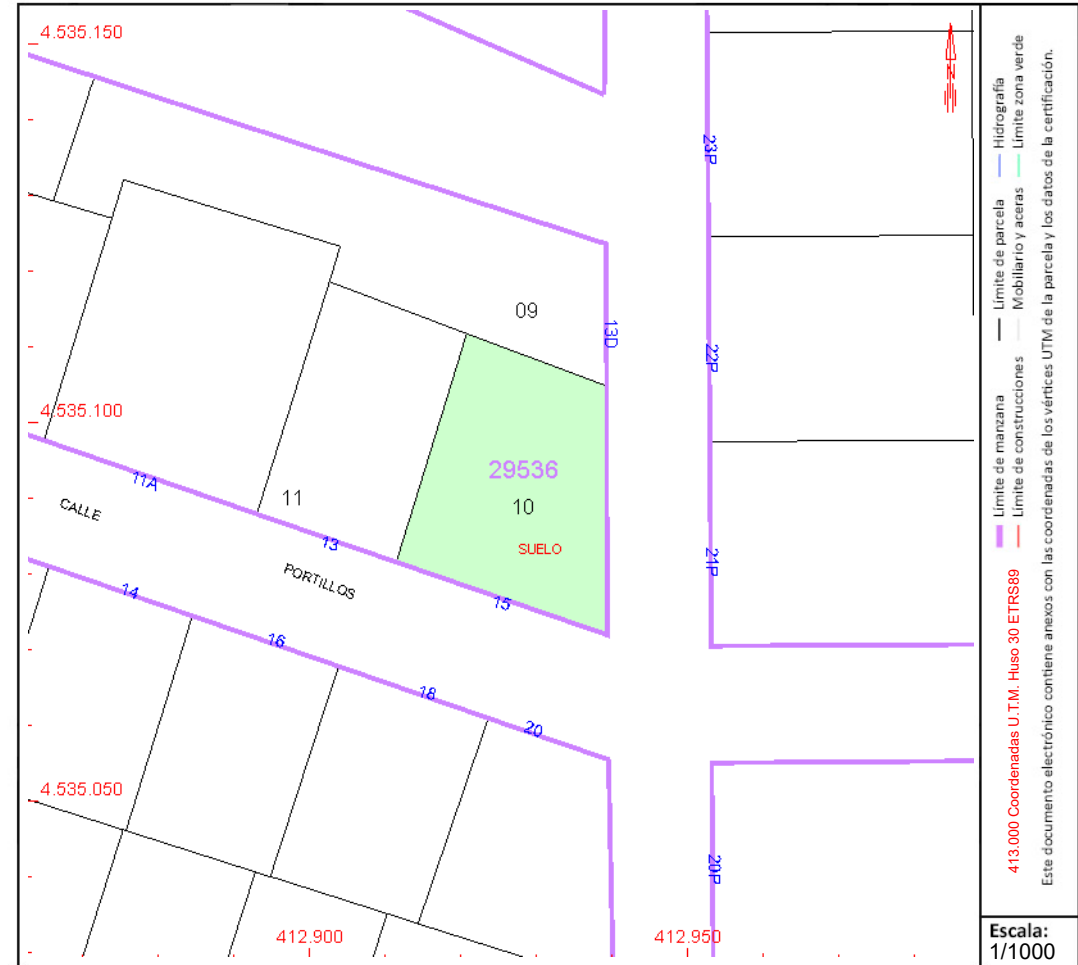 4.535.150
23P
09
13D
22P
4.535.100
29536
11A
11
10
CALLE
13
SUELO
21P
PORTILLOS
15
14
16
18
20
4.535.050
20P
412.900
412.950
N
Límite de manzana Límite de parcela Hidrografía
Límite de construcciones Mobiliario y aceras Límite zona verde
413.000 Coordenadas U.T.M. Huso 30 ETRS89
Este documento electrónico contiene anexos con las coordenadas de los vértices UTM de la parcela y los datos de la certificación.
Escala:
1/1000